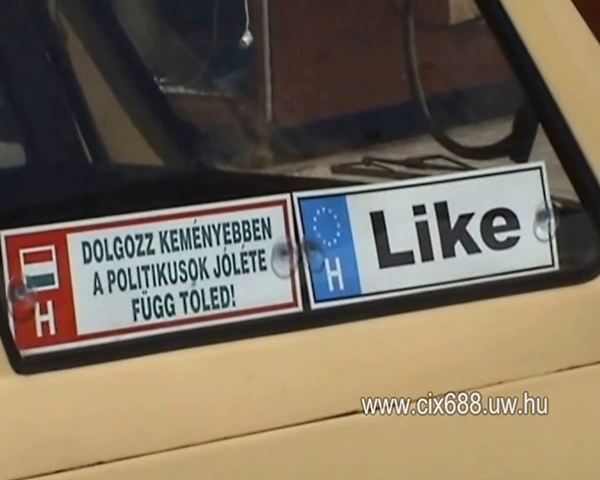 DOLGOZZ KEMÉNYEBBEN
A POLITIKUSOK JÓLÉTE
FÜGG TŐLED!
H
H
Like
www.cix688.uw.hu